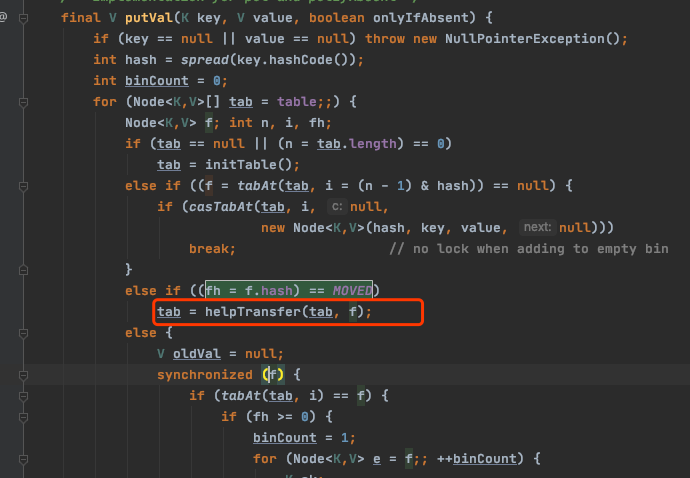 final V putVal(K key, V value, boolean onlyIfAbsent) {
if (key == null || value == null) throw new NullPointerException();
int hash = spread(key.hashCode());
int binCount = 0;
for (Node<K,V>[] tab = table;;) {
Node<K,V> f; int n, i, fh;
if (tab == null || (n = tab.length) == 0)
tab = initTable();
else if ((f = tabAt(tab, i = (n - 1) & hash)) == null) {
if (casTabAt(tab, i, c: null,
new Node<K,V>(hash, key, value, next: null)))
break; // no lock when adding to empty bin
}
else if ((fh = f.hash) == MOVED)
tab = helpTransfer(tab, f);
else {
V oldVal = null;
synchronized (f) {
if (tabAt(tab, i) == f) {
if (fh >= 0) {
binCount = 1;
for (Node<K,V> e = f;; ++binCount) {